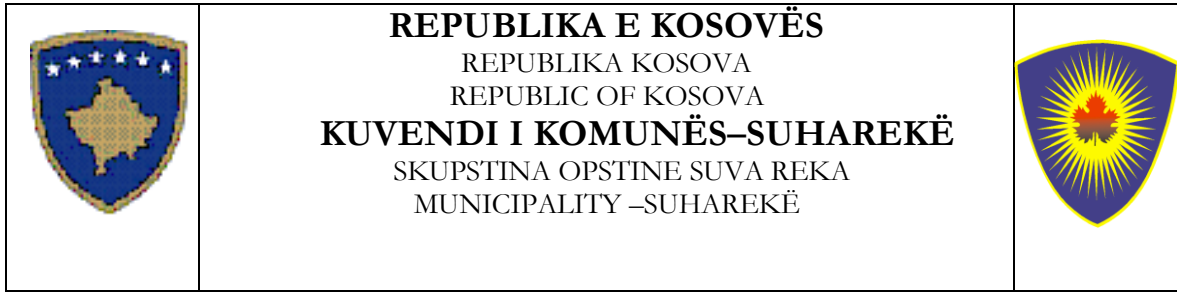 REPUBLIKA E KOSOVËS
REPUBLIKA KOSOVA
REPUBLIC OF KOSOVA
KUVENDI I KOMUNËS–SUHAREKË
SKUPSTINA OPSTINE SUVA REKA
MUNICIPALITY –SUHAREKË